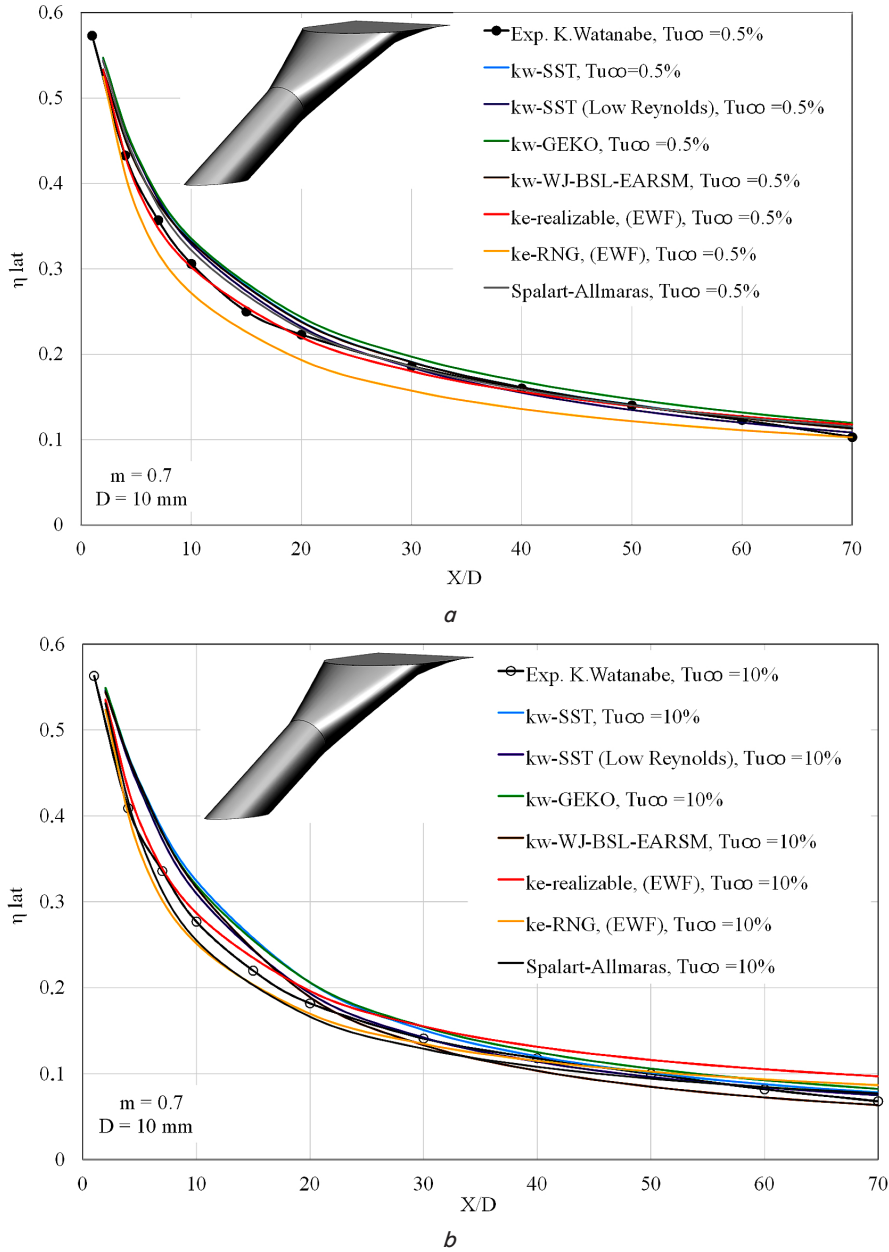 0.6
0.5
0.4
0.3
0.2
0.1
0
η lat
Exp. K.Watanabe, Tu∞ =0.5%
kw-SST, Tu∞=0.5%
kw-SST (Low Reynolds), Tu∞ =0.5%
kw-GEKO, Tu∞ =0.5%
kw-WJ-BSL-EARSM, Tu∞ =0.5%
ke-realizable, (EWF), Tu∞ =0.5%
ke-RNG, (EWF), Tu∞ =0.5%
Spalart-Allmaras, Tu∞ =0.5%
m = 0.7
D = 10 mm
0 10 20 30 40 50 60 70
X/D
a
0.6
0.5
0.4
0.3
0.2
0.1
0
η lat
Exp. K.Watanabe, Tu∞ =10%
kw-SST, Tu∞ =10%
kw-SST (Low Reynolds), Tu∞ =10%
kw-GEKO, Tu∞ =10%
kw-WJ-BSL-EARSM, Tu∞ =10%
ke-realizable, (EWF), Tu∞ =10%
ke-RNG, (EWF), Tu∞ =10%
Spalart-Allmaras, Tu∞ =10%
m = 0.7
D = 10 mm
0 10 20 30 40 50 60 70
X/D
b